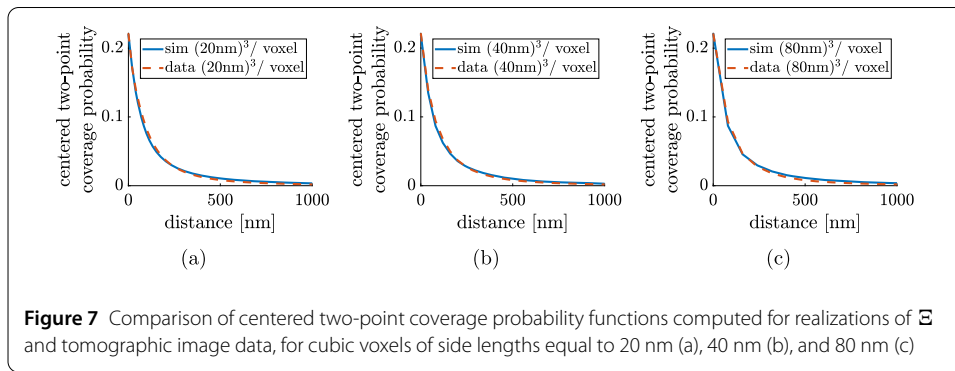 centered two-point
coverage probability
0.2
0.1
0
sim (20nm)³/ voxel
data (20nm)³/ voxel
0 500 1000
distance [nm]
(a)
centered two-point
coverage probability
0.2
0.1
0
sim (40nm)³/ voxel
data (40nm)³/ voxel
0 500 1000
distance [nm]
(b)
centered two-point
coverage probability
0.2
0.1
0
sim (80nm)³/ voxel
data (80nm)³/ voxel
0 500 1000
distance [nm]
(c)
Figure 7 Comparison of centered two-point coverage probability functions computed for realizations of Ξ
and tomographic image data, for cubic voxels of side lengths equal to 20 nm (a), 40 nm (b), and 80 nm (c)